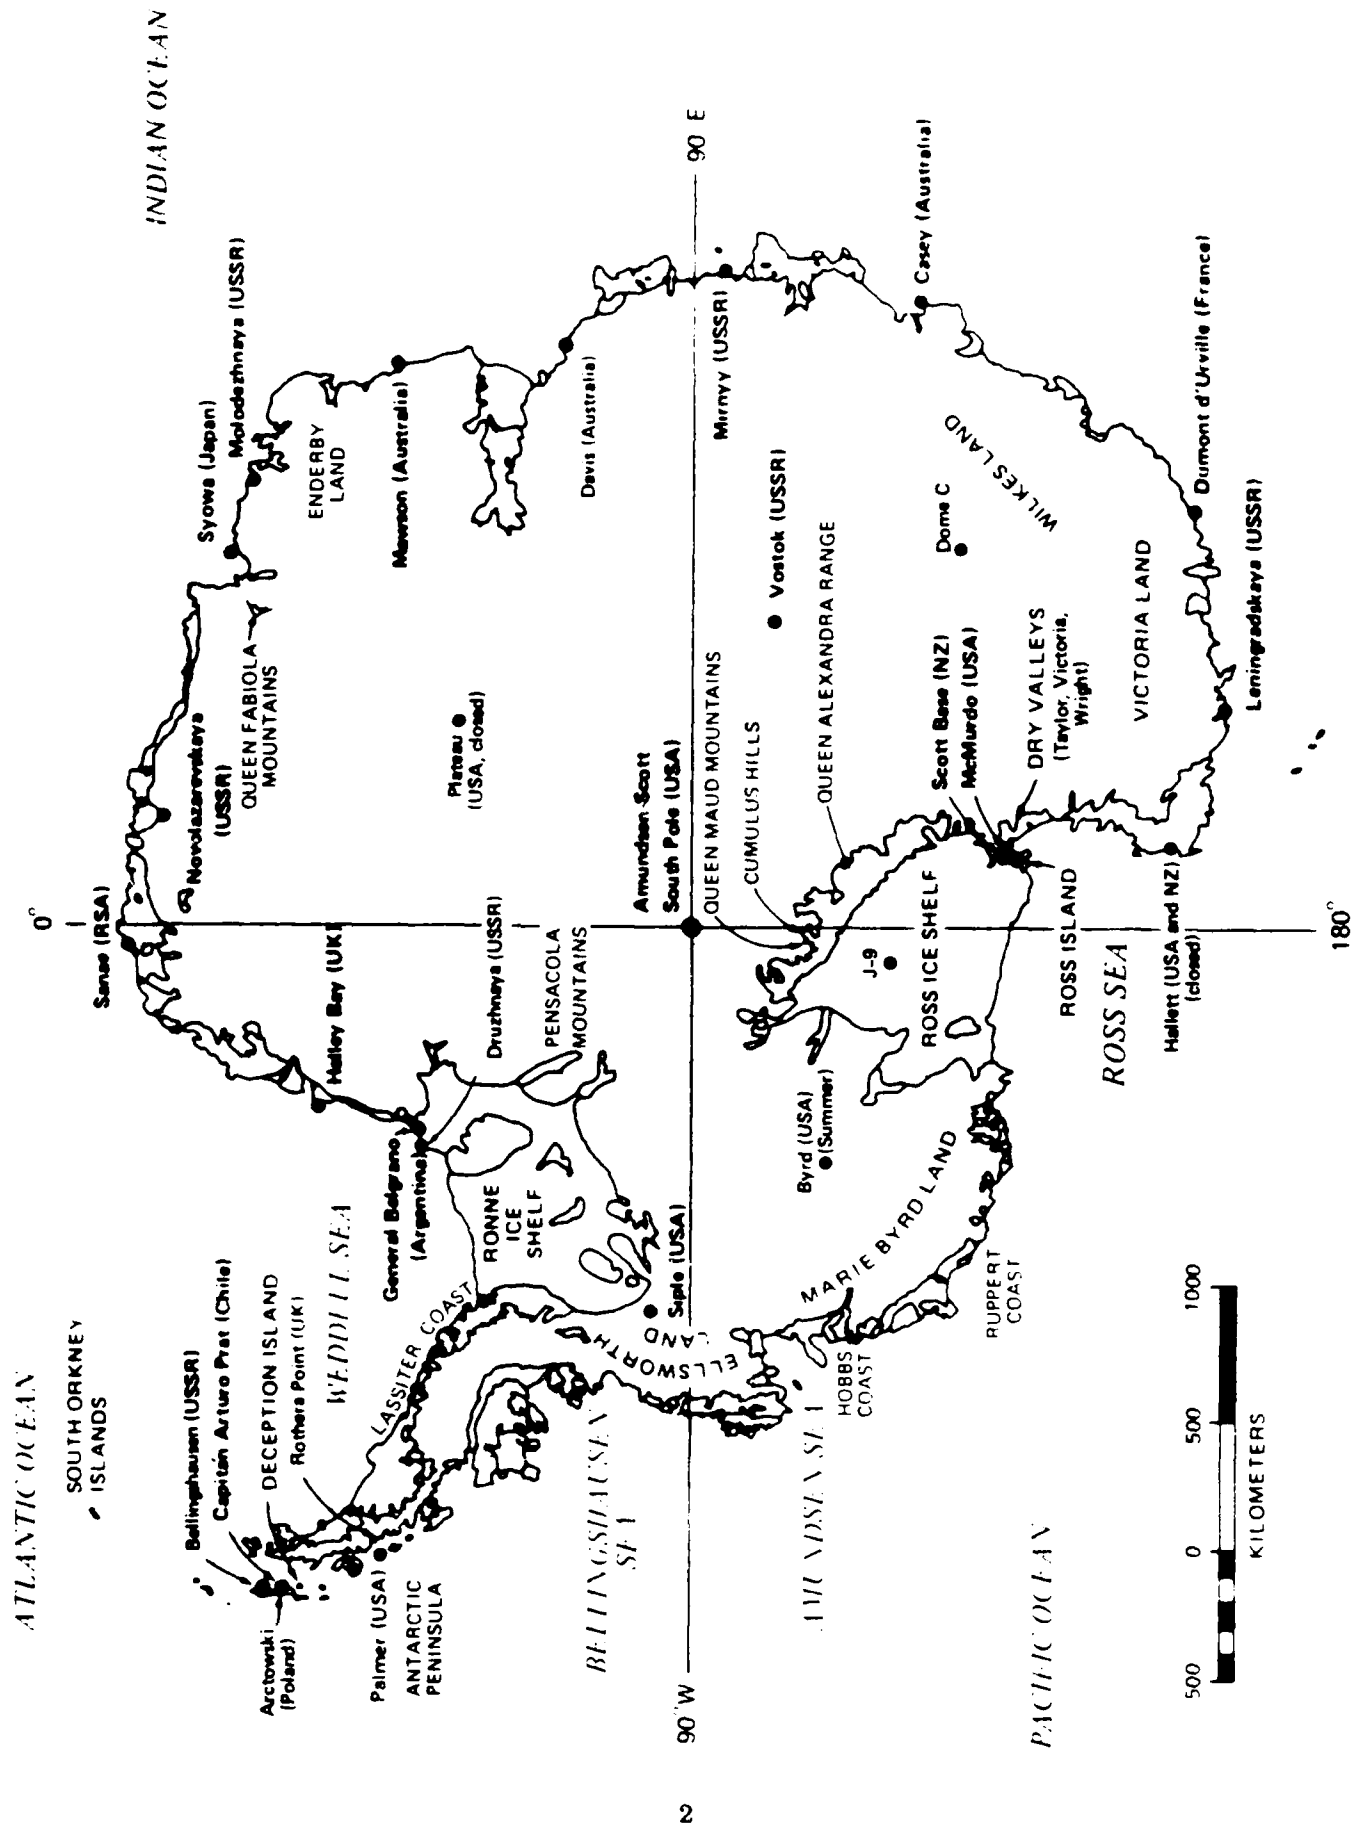 ATLANTIC OCEAN
INDIAN OCEAN
SOUTH ORKNEY
ISLANDS
0°
Sanae (RSA)
Novolazarevskaya
(USSR)
QUEEN FABIOLA
MOUNTAINS
Syowa (Japan)
Molodezhnaya (USSR)
ENDERBY
LAND
Mawson (Australia)
Davis (Australia)
Bellinghausen (USSR)
Capitán Arturo Prat (Chile)
DECEPTION ISLAND
Rothera Point (UK)
Arctowski
(Poland)
Palmer (USA)
ANTARCTIC
PENINSULA
WEDDELL SEA
LASSITER COAST
Halley Bay (UK)
General Belgrano
(Argentina)
Druzhnaya (USSR)
RONNE
ICE
SHELF
PENSACOLA
MOUNTAINS
Plateau
(USA, closed)
Amundsen-Scott
South Pole (USA)
BELLINGSHAUSEN
SEA
ELLSWORTH
LAND
Siple (USA)
90°W
90 E
Mirnyy (USSR)
QUEEN MAUD MOUNTAINS
CUMULUS HILLS
QUEEN ALEXANDRA RANGE
Vostok (USSR)
Dome C
WILKES LAND
Casey (Australia)
AMUNDSEN SEA
HOBBS
COAST
MARIE BYRD LAND
RUPPERT
COAST
Byrd (USA)
(Summer)
J-9
ROSS ICE SHELF
Scott Base (NZ)
McMurdo (USA)
DRY VALLEYS
(Taylor, Victoria,
Wright)
VICTORIA LAND
ROSS ISLAND
ROSS SEA
Hallett (USA and NZ)
(closed)
Dumont d'Urville (France)
Leningradskaya (USSR)
PACIFIC OCEAN
180°
500 0 500 1000
KILOMETERS
2